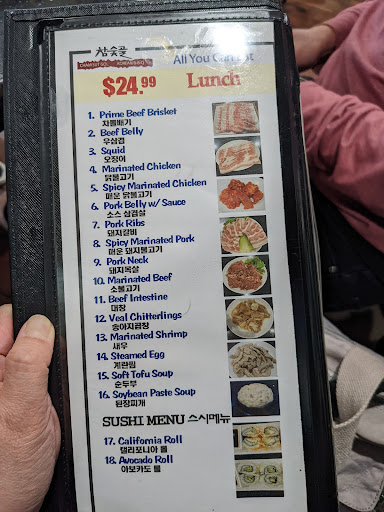 참숯골
All You Can Eat
$24.99
Lunch
1. Prime Beef Brisket
차돌배기
2. Beef Belly
우삼겹
3. Squid
오징어
4. Marinated Chicken
닭불고기
5. Spicy Marinated Chicken
매운 닭불고기
6. Pork Belly w/ Sauce
소스 삼겹살
7. Pork Ribs
돼지갈비
8. Spicy Marinated Pork
매운 돼지불고기
9. Pork Neck
돼지목살
10. Marinated Beef
소불고기
11. Beef Intestine
대창
12. Veal Chitterlings
송아지곱창
13. Marinated Shrimp
새우
14. Steamed Egg
계란찜
15. Soft Tofu Soup
순두부
16. Soybean Paste Soup
된장찌개
SUSHI MENU 스시메뉴
17. California Roll
캘리포니아 롤
18. Avocado Roll
아보카도 롤